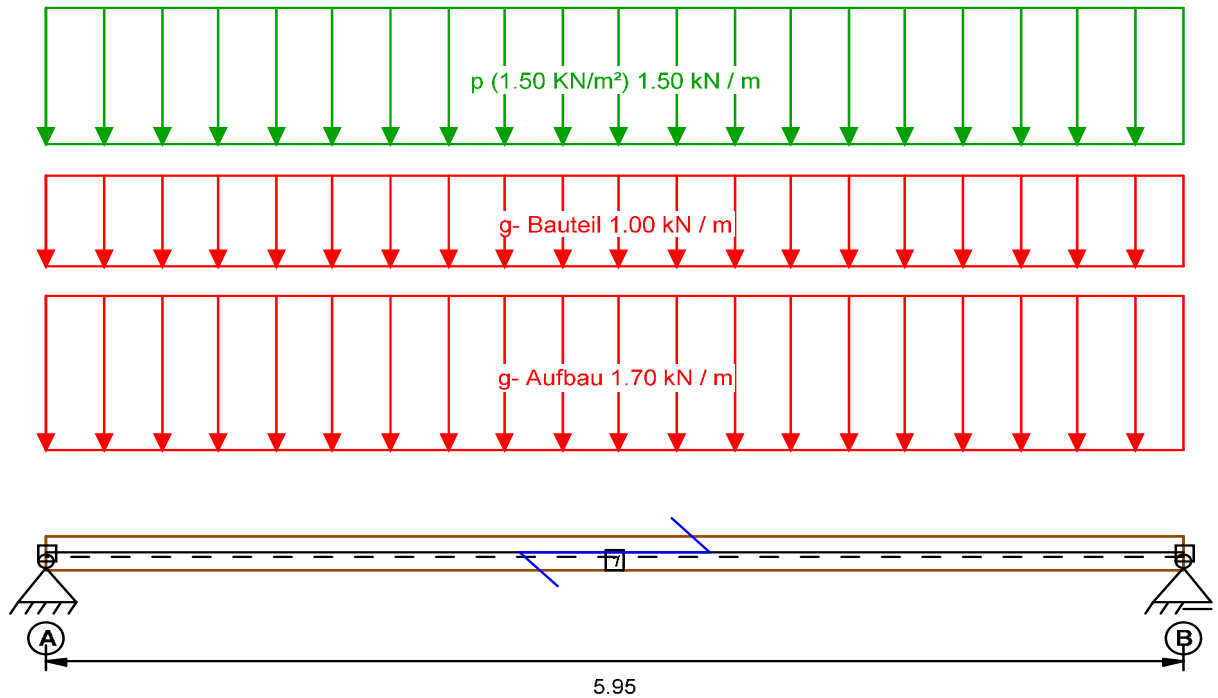 p (1.50 KN/m²) 1.50 kN / m
g- Bauteil 1.00 kN / m
g- Aufbau 1.70 kN / m
7
A
B
5.95